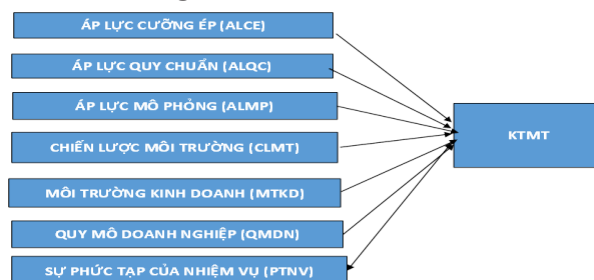 ÁP LỰC CƯỠNG ÉP (ALCE)
ÁP LỰC QUY CHUẨN (ALQC)
ÁP LỰC MÔ PHỎNG (ALMP)
CHIẾN LƯỢC MÔI TRƯỜNG (CLMT)
KTMT
MÔI TRƯỜNG KINH DOANH (MTKD)
QUY MÔ DOANH NGHIỆP (QMDN)
SỰ PHỨC TẠP CỦA NHIỆM VỤ (PTNV)